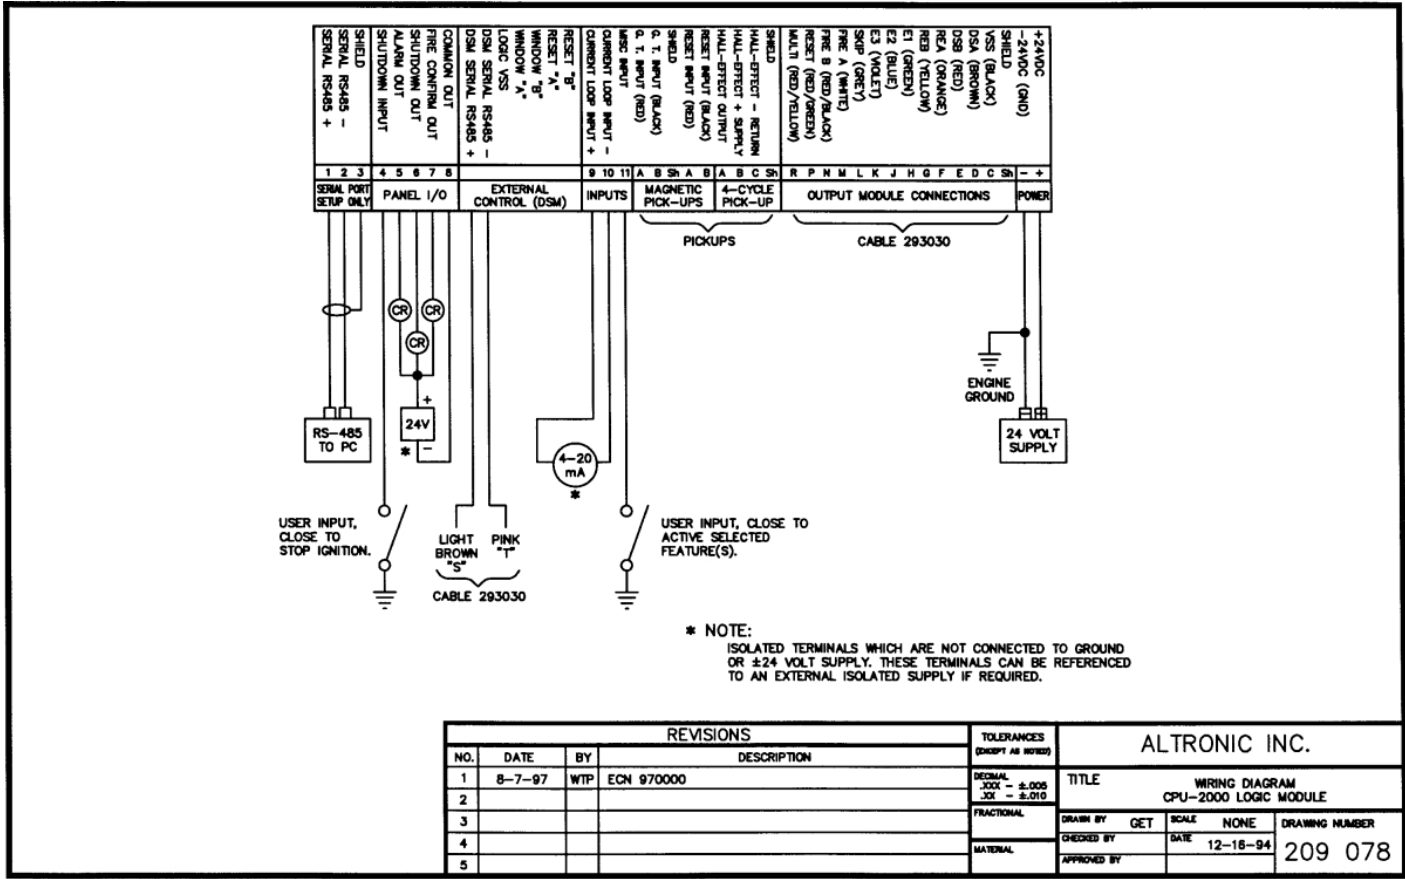 SERIAL RS485 +
SERIAL RS485 -
SHIELD
SHUTDOWN INPUT
ALARM OUT
SHUTDOWN OUT
FIRE CONFIRM OUT
COMMON OUT
DSM SERIAL RS485 +
DSM SERIAL RS485 -
LOGIC VSS
WINDOW "A"
WINDOW "B"
RESET "A"
RESET "B"
CURRENT LOOP INPUT +
CURRENT LOOP INPUT -
MISC INPUT
G. T. INPUT (RED)
G. T. INPUT (BLACK)
SHIELD
RESET INPUT (RED)
RESET INPUT (BLACK)
HALL-EFFECT OUTPUT
HALL-EFFECT + SUPPLY
HALL-EFFECT - RETURN
SHIELD
MULTI (RED/YELLOW)
RESET (RED/GREEN)
FIRE B (RED/BLACK)
FIRE A (WHITE)
SKIP (GREY)
E3 (VIOLET)
E2 (BLUE)
E1 (GREEN)
REB (YELLOW)
REA (ORANGE)
DSB (RED)
DSA (BROWN)
VSS (BLACK)
SHIELD
-24VDC (GND)
+24VDC
1 2 3 4 5 6 7 8 9 10 11 A B Sh A B A B C Sh R P N M L K J H G F E D C Sh - +
SERIAL PORT
SETUP ONLY
PANEL I/O
EXTERNAL
CONTROL (DSM)
INPUTS
MAGNETIC
PICK-UPS
4-CYCLE
PICK-UP
OUTPUT MODULE CONNECTIONS
POWER
PICKUPS
CABLE 293030
CR
CR
CR
ENGINE
GROUND
+
24V
* -
RS-485
TO PC
24 VOLT
SUPPLY
4-20
mA
*
USER INPUT,
CLOSE TO
STOP IGNITION.
LIGHT
BROWN
"S"
PINK
"T"
CABLE 293030
USER INPUT, CLOSE TO
ACTIVE SELECTED
FEATURE(S).
* NOTE:
ISOLATED TERMINALS WHICH ARE NOT CONNECTED TO GROUND
OR ±24 VOLT SUPPLY. THESE TERMINALS CAN BE REFERENCED
TO AN EXTERNAL ISOLATED SUPPLY IF REQUIRED.
REVISIONS
NO. DATE BY DESCRIPTION
1 8-7-97 WTP ECN 970000
2
3
4
5
TOLERANCES
(EXCEPT AS NOTED)
DECIMAL
.XXX - ±.005
.XX - ±.010
FRACTIONAL
MATERIAL
ALTRONIC INC.
TITLE
WIRING DIAGRAM
CPU-2000 LOGIC MODULE
DRAWN BY GET
SCALE NONE
DRAWING NUMBER
CHECKED BY
DATE 12-16-94
209 078
APPROVED BY